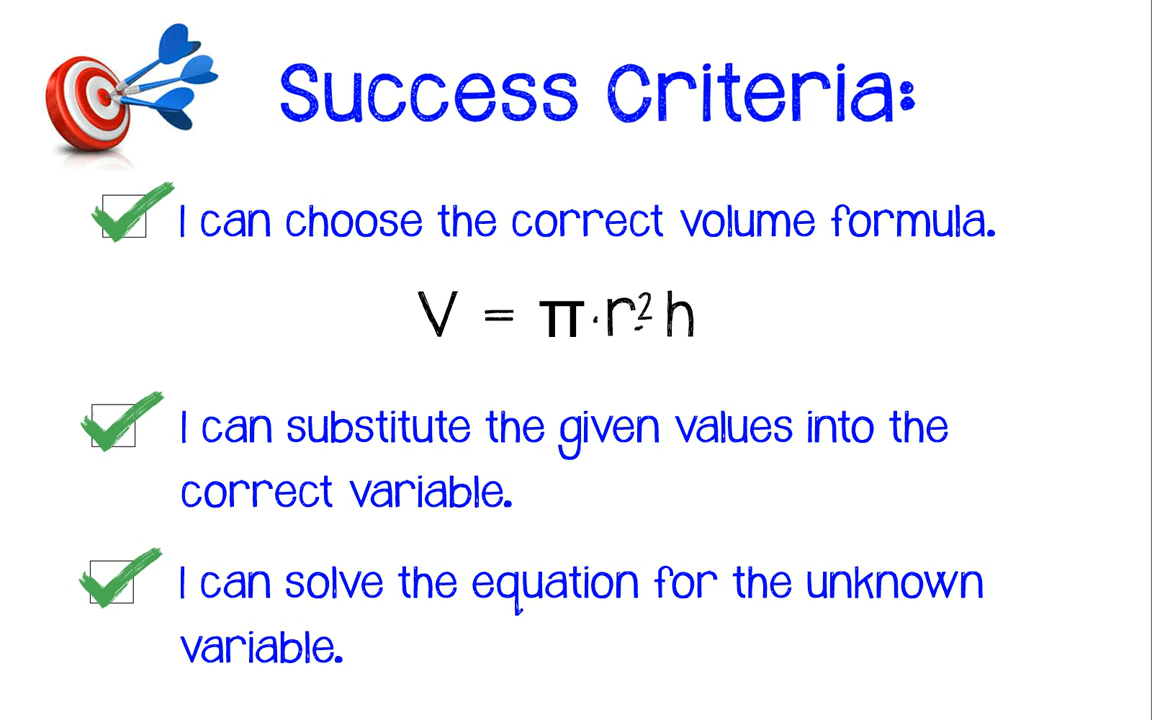 Success Criteria:
I can choose the correct volume formula.
V = π·r² h
I can substitute the given values into the
correct variable.
I can solve the equation for the unknown
variable.